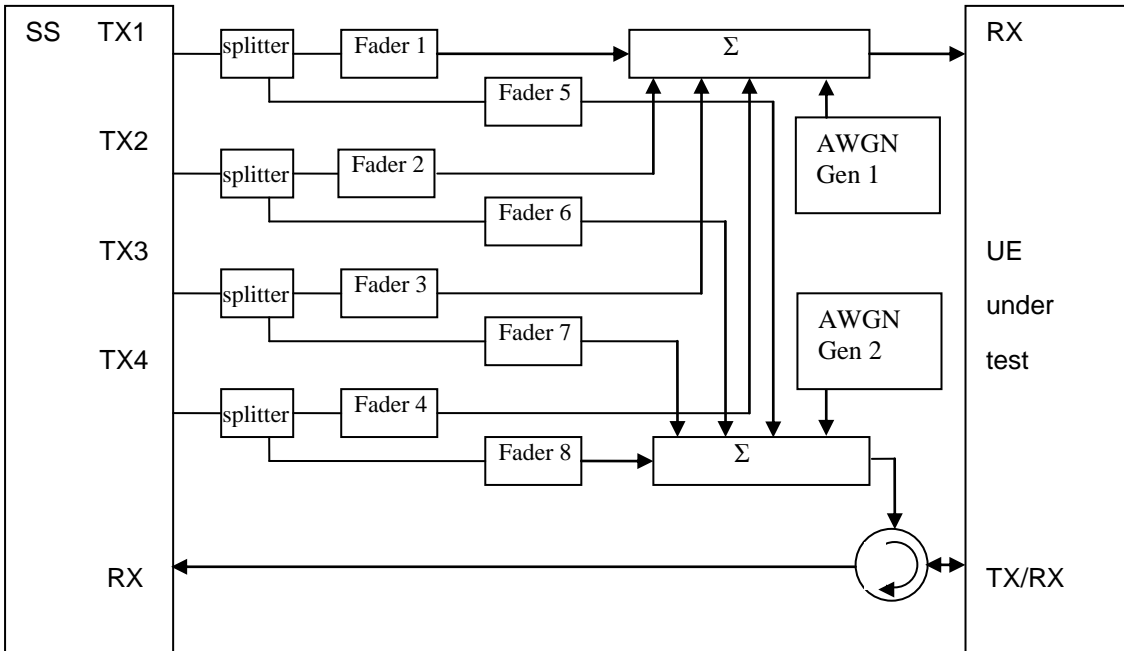 SS TX1
splitter
Fader 1
Σ
RX
Fader 5
TX2
AWGN
Gen 1
splitter
Fader 2
Fader 6
TX3
UE
splitter
Fader 3
under
AWGN
Gen 2
Fader 7
TX4
test
splitter
Fader 4
Fader 8
Σ
RX
TX/RX